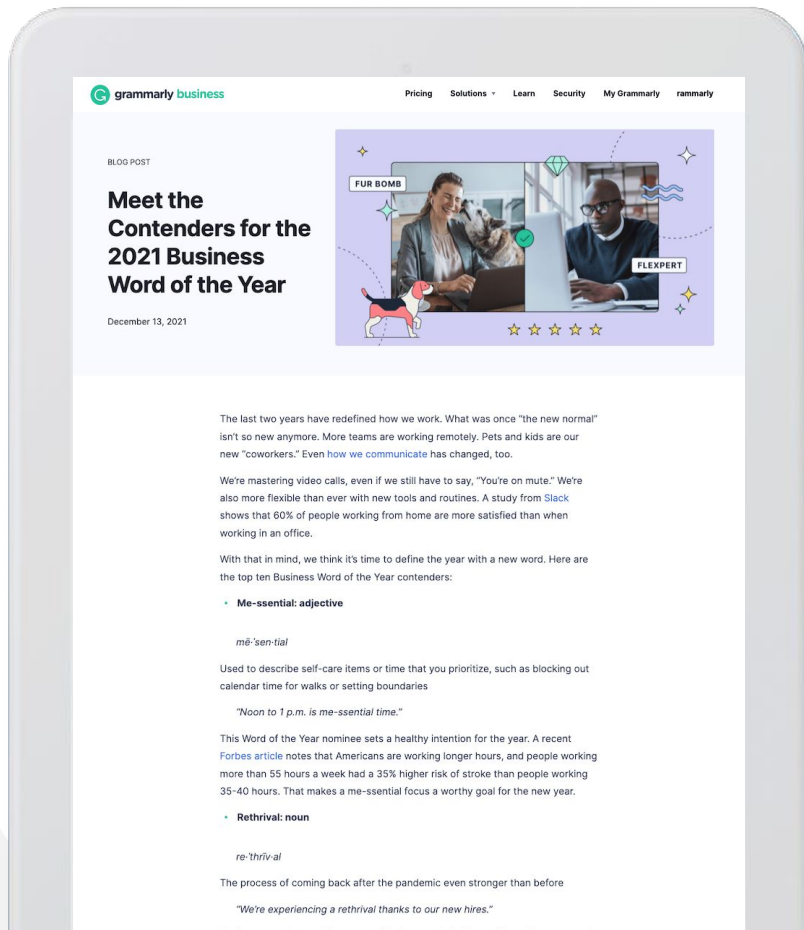 grammarly business
Pricing Solutions Learn Security My Grammarly rammarly
BLOG POST
Meet the
Contenders for the
2021 Business
Word of the Year
December 13, 2021
FUR BOMB
FLEXPERT
The last two years have redefined how we work. What was once “the new normal”
isn’t so new anymore. More teams are working remotely. Pets and kids are our
new “coworkers.” Even how we communicate has changed, too.
We’re mastering video calls, even if we still have to say, “You’re on mute.” We’re
also more flexible than ever with new tools and routines. A study from Slack
shows that 60% of people working from home are more satisfied than when
working in an office.
With that in mind, we think it’s time to define the year with a new word. Here are
the top ten Business Word of the Year contenders:
• Me-ssential: adjective
mē-ˈsen·tial
Used to describe self-care items or time that you prioritize, such as blocking out
calendar time for walks or setting boundaries
“Noon to 1 p.m. is me-ssential time.”
This Word of the Year nominee sets a healthy intention for the year. A recent
Forbes article notes that Americans are working longer hours, and people working
more than 55 hours a week had a 35% higher risk of stroke than people working
35-40 hours. That makes a me-ssential focus a worthy goal for the new year.
• Rethrival: noun
re-ˈthrīv·al
The process of coming back after the pandemic even stronger than before
“We’re experiencing a rethrival thanks to our new hires.”